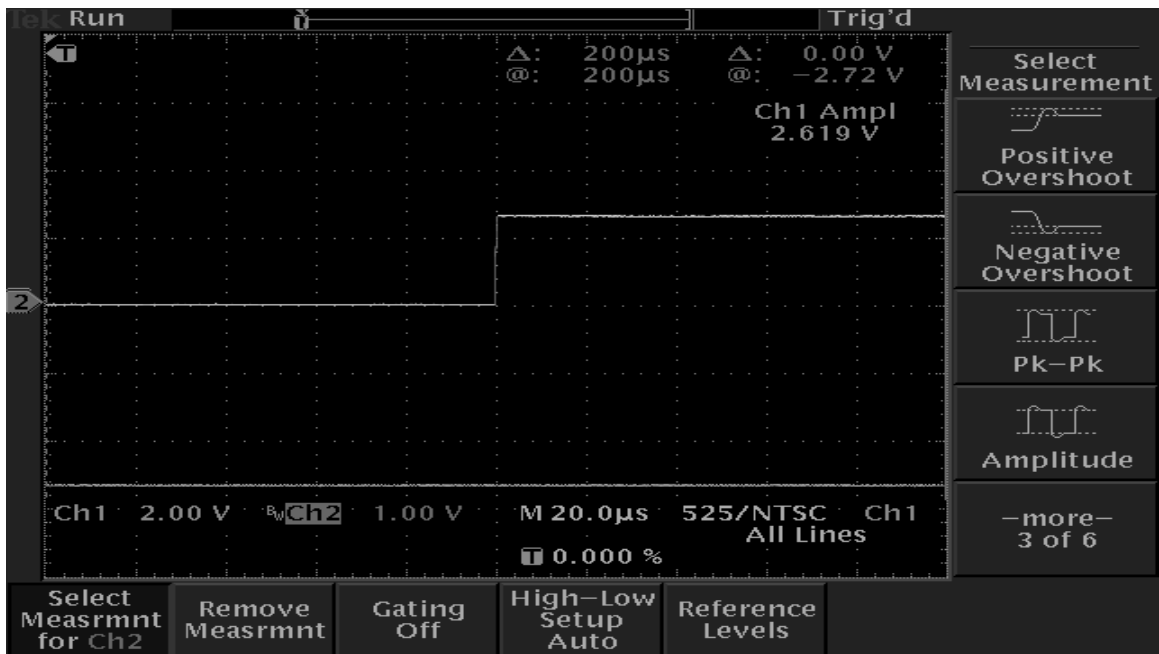 Tek Run Trig'd
Δ: 200µs Δ: 0.00 V
@: 200µs @: −2.72 V
Ch1 Ampl
2.619 V
T
2
Ch1 2.00 V BW Ch2 1.00 V M 20.0µs 525/NTSC Ch1
All Lines
T 0.000 %
Select
Measurement
Positive
Overshoot
Negative
Overshoot
Pk−Pk
Amplitude
−more−
3 of 6
Select
Measrmnt
for Ch2
Remove
Measrmnt
Gating
Off
High−Low
Setup
Auto
Reference
Levels